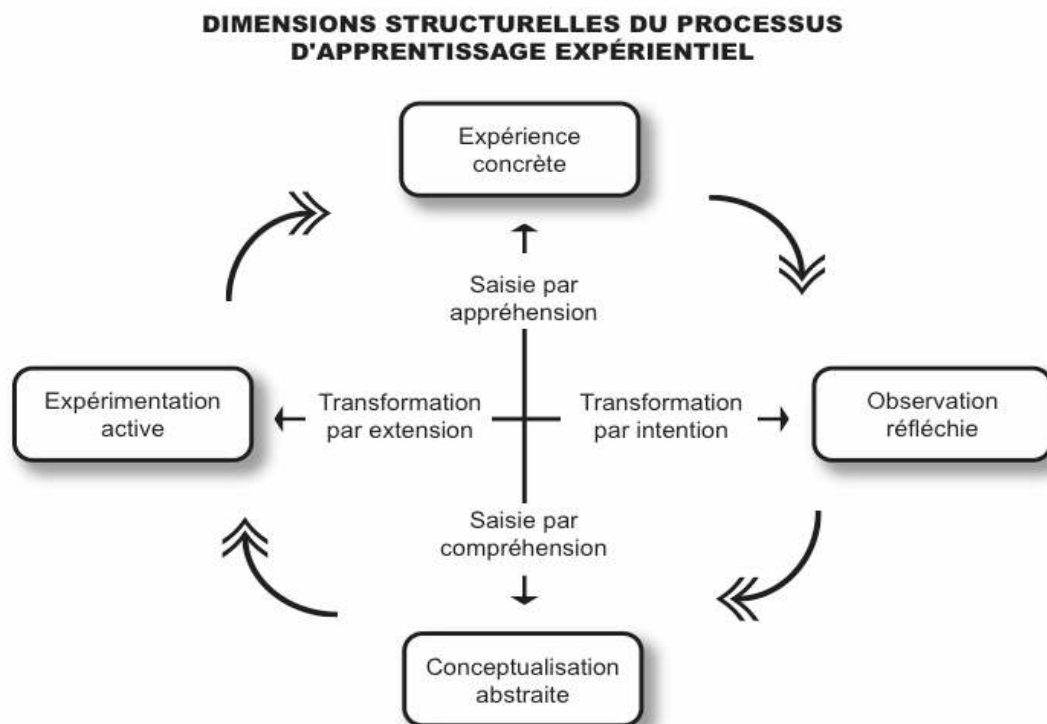 DIMENSIONS STRUCTURELLES DU PROCESSUS
D'APPRENTISSAGE EXPÉRIENTIEL
Expérience
concrète
Saisie par
appréhension
Expérimentation
active
Transformation
par extension
Transformation
par intention
Observation
réfléchie
Saisie par
compréhension
Conceptualisation
abstraite